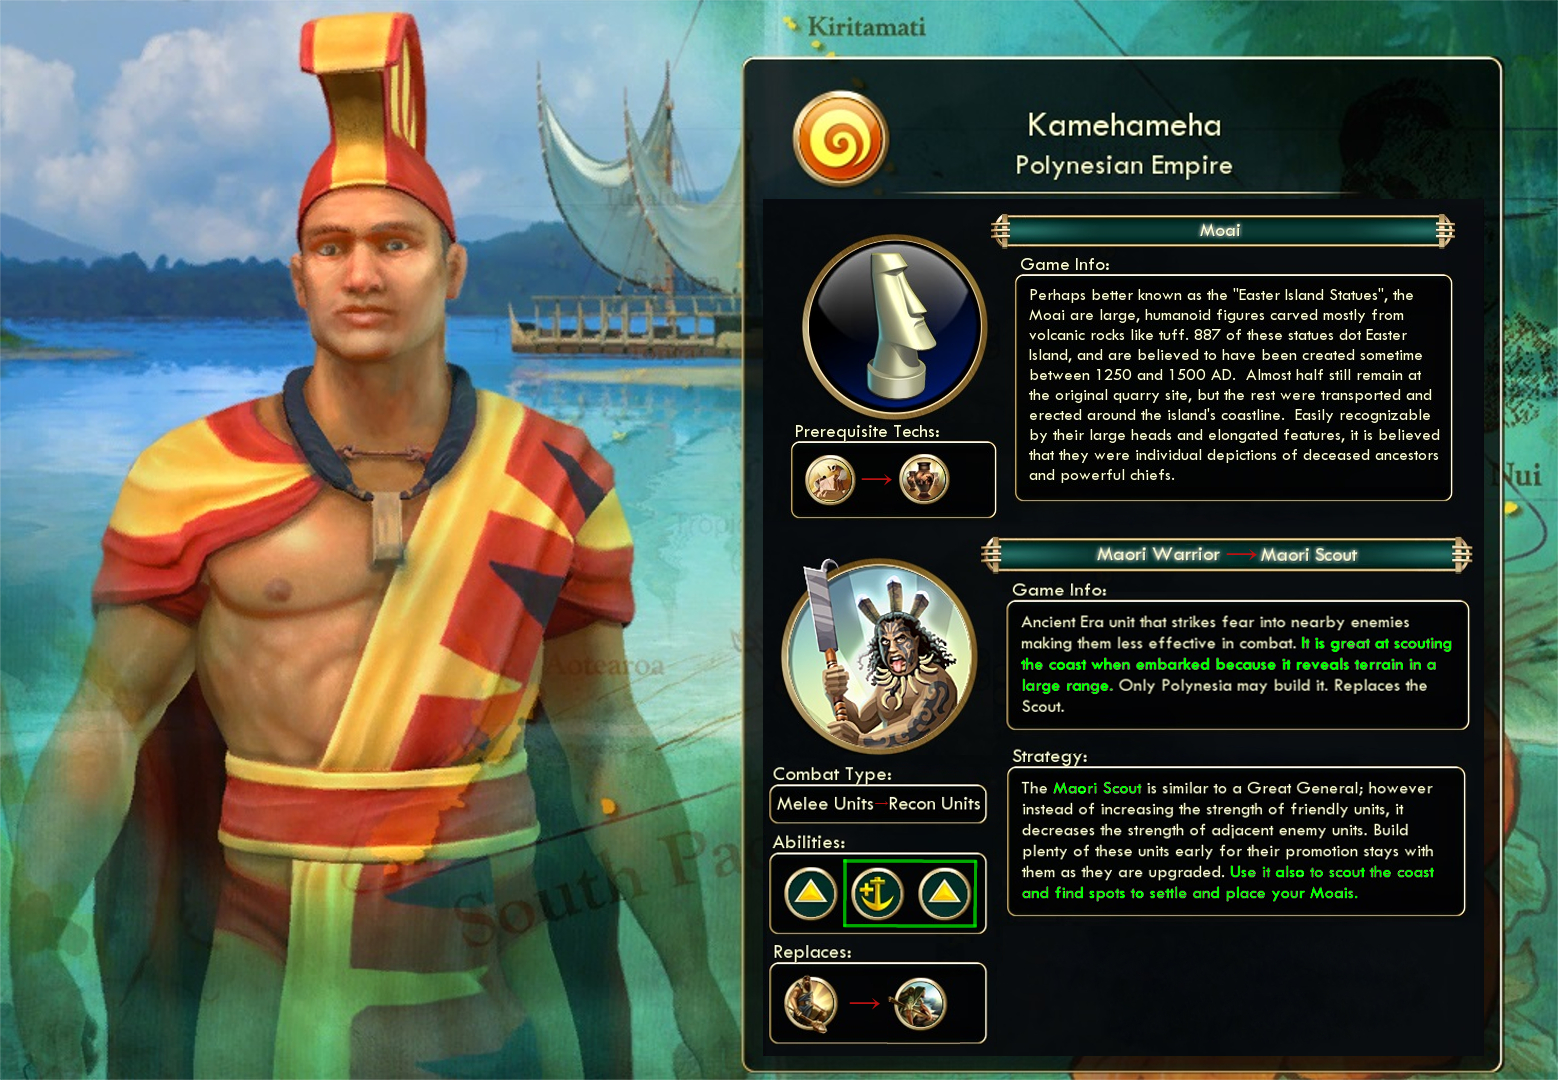 Kiritamati
Kamehameha
Polynesian Empire
Moai
Game Info:
Perhaps better known as the "Easter Island Statues", the
Moai are large, humanoid figures carved mostly from
volcanic rocks like tuff. 887 of these statues dot Easter
Island, and are believed to have been created sometime
between 1250 and 1500 AD.  Almost half still remain at
the original quarry site, but the rest were transported and
erected around the island's coastline.  Easily recognizable
by their large heads and elongated features, it is believed
that they were individual depictions of deceased ancestors
and powerful chiefs.
Prerequisite Techs:
Nui
Maori Warrior → Maori Scout
Game Info:
Ancient Era unit that strikes fear into nearby enemies
making them less effective in combat. It is great at scouting
the coast when embarked because it reveals terrain in a
large range. Only Polynesia may build it. Replaces the
Scout.
Aotearoa
Strategy:
The Maori Scout is similar to a Great General; however
instead of increasing the strength of friendly units, it
decreases the strength of adjacent enemy units. Build
plenty of these units early for their promotion stays with
them as they are upgraded. Use it also to scout the coast
and find spots to settle and place your Moais.
Combat Type:
Melee Units → Recon Units
Abilities:
South Pa
Replaces: